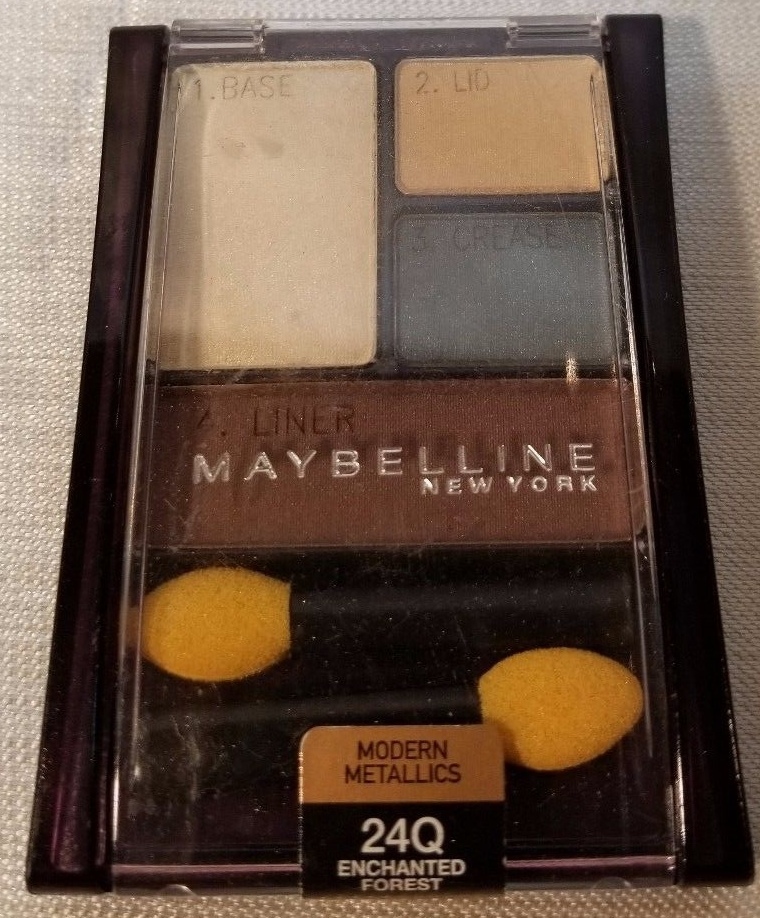 1. BASE
2. LID
3. CREASE
4. LINER
MAYBELLINE
NEW YORK
MODERN
METALLICS
24Q
ENCHANTED
FOREST